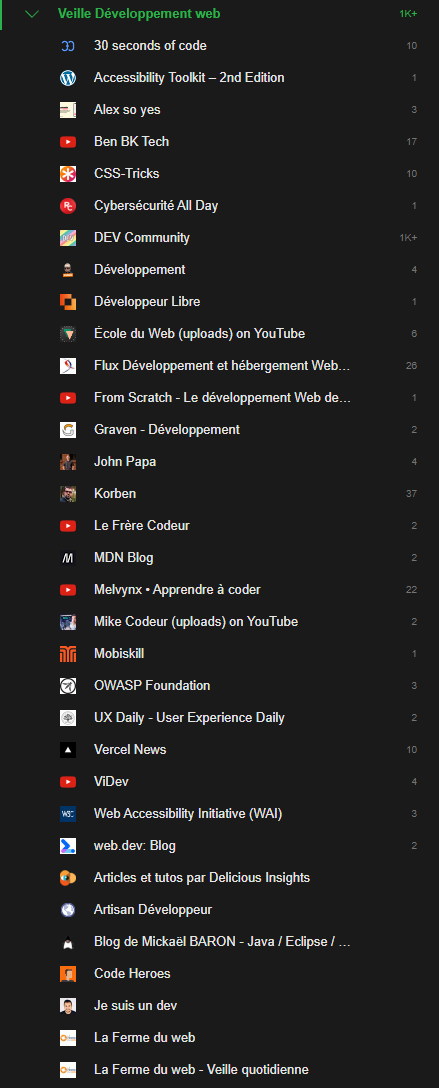 Veille Développement web 1K+
30 seconds of code 10
Accessibility Toolkit – 2nd Edition 1
Alex so yes 3
Ben BK Tech 17
CSS-Tricks 10
Cybersécurité All Day 1
DEV Community 1K+
Développement 4
Développeur Libre 1
École du Web (uploads) on YouTube 6
Flux Développement et hébergement Web... 26
From Scratch - Le développement Web de... 1
Graven - Développement 2
John Papa 4
Korben 37
Le Frère Codeur 2
MDN Blog 2
Melvynx • Apprendre à coder 22
Mike Codeur (uploads) on YouTube 2
Mobiskill 1
OWASP Foundation 3
UX Daily - User Experience Daily 2
Vercel News 10
ViDev 4
Web Accessibility Initiative (WAI) 3
web.dev: Blog 2
Articles et tutos par Delicious Insights
Artisan Développeur
Blog de Mickaël BARON - Java / Eclipse / ...
Code Heroes
Je suis un dev
La Ferme du web
La Ferme du web - Veille quotidienne